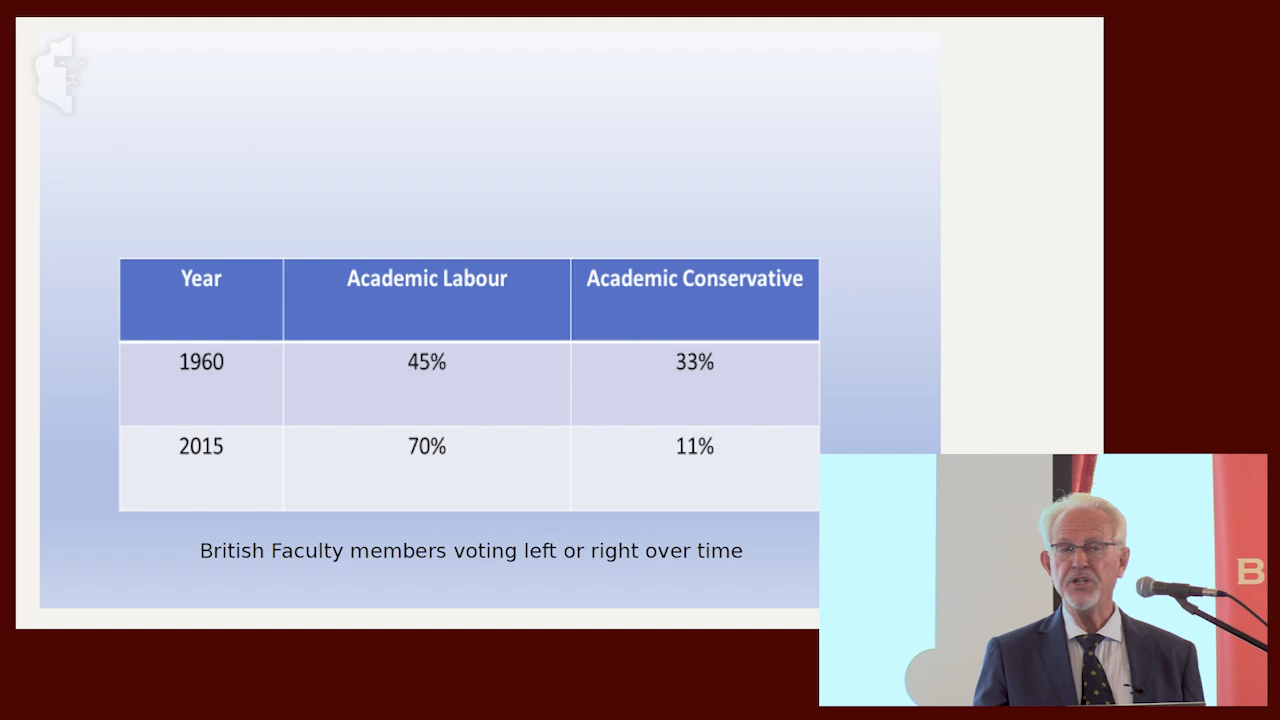 Year Academic Labour Academic Conservative
1960 45% 33%
2015 70% 11%
British Faculty members voting left or right over time
B